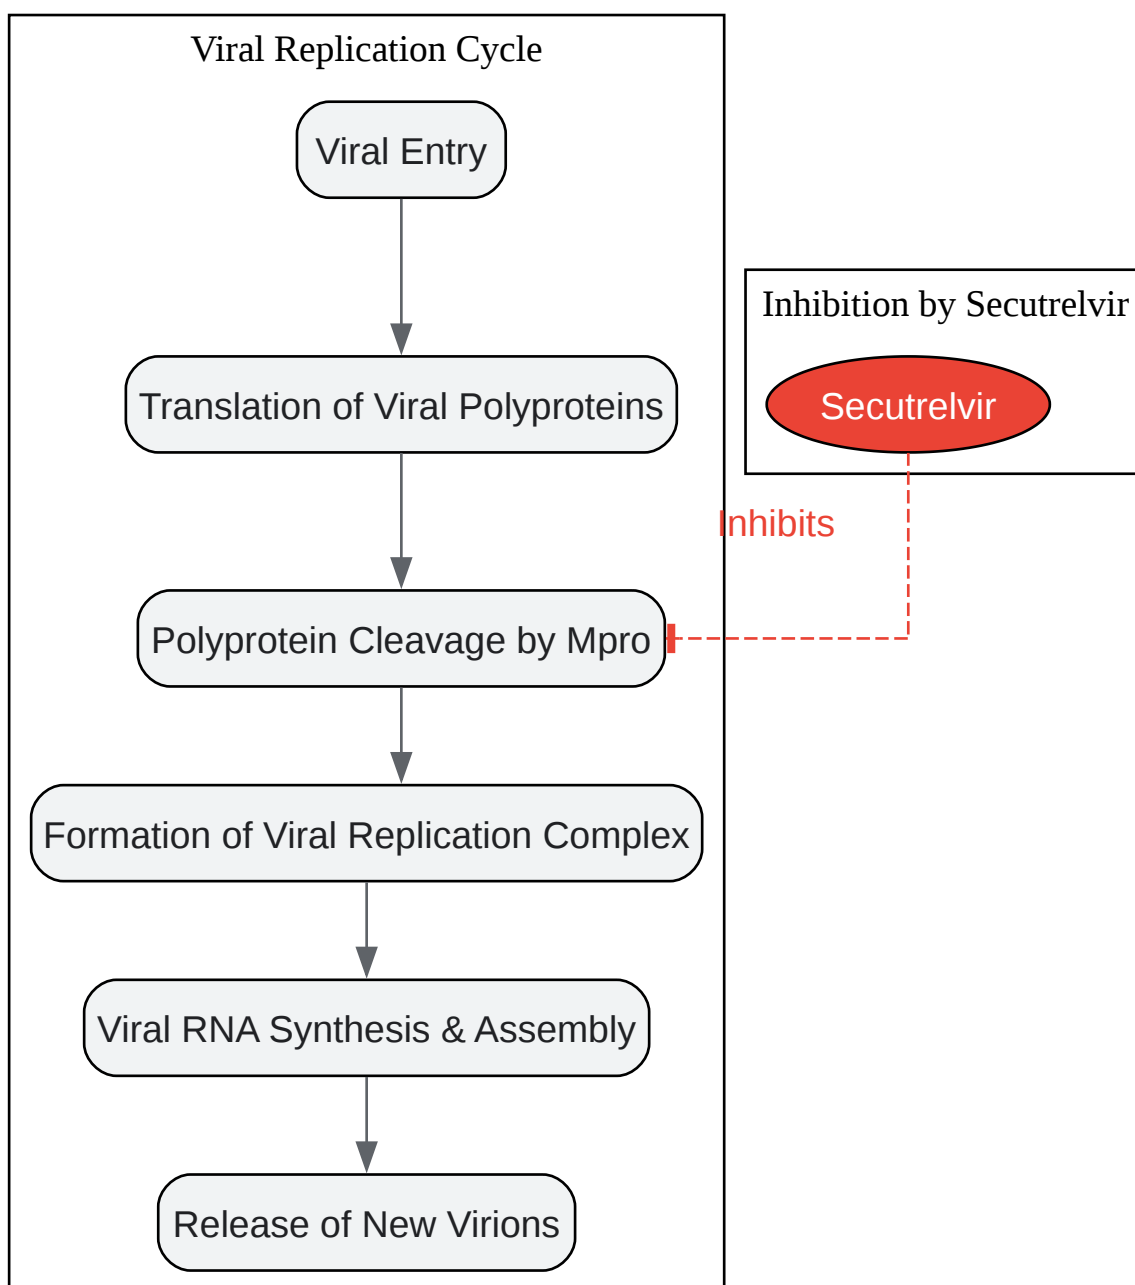 Viral Replication Cycle
Viral Entry
Translation of Viral Polyproteins
Inhibition by Secutrelvir
Secutrelvir
Inhibits
Polyprotein Cleavage by Mpro
Formation of Viral Replication Complex
Viral RNA Synthesis & Assembly
Release of New Virions